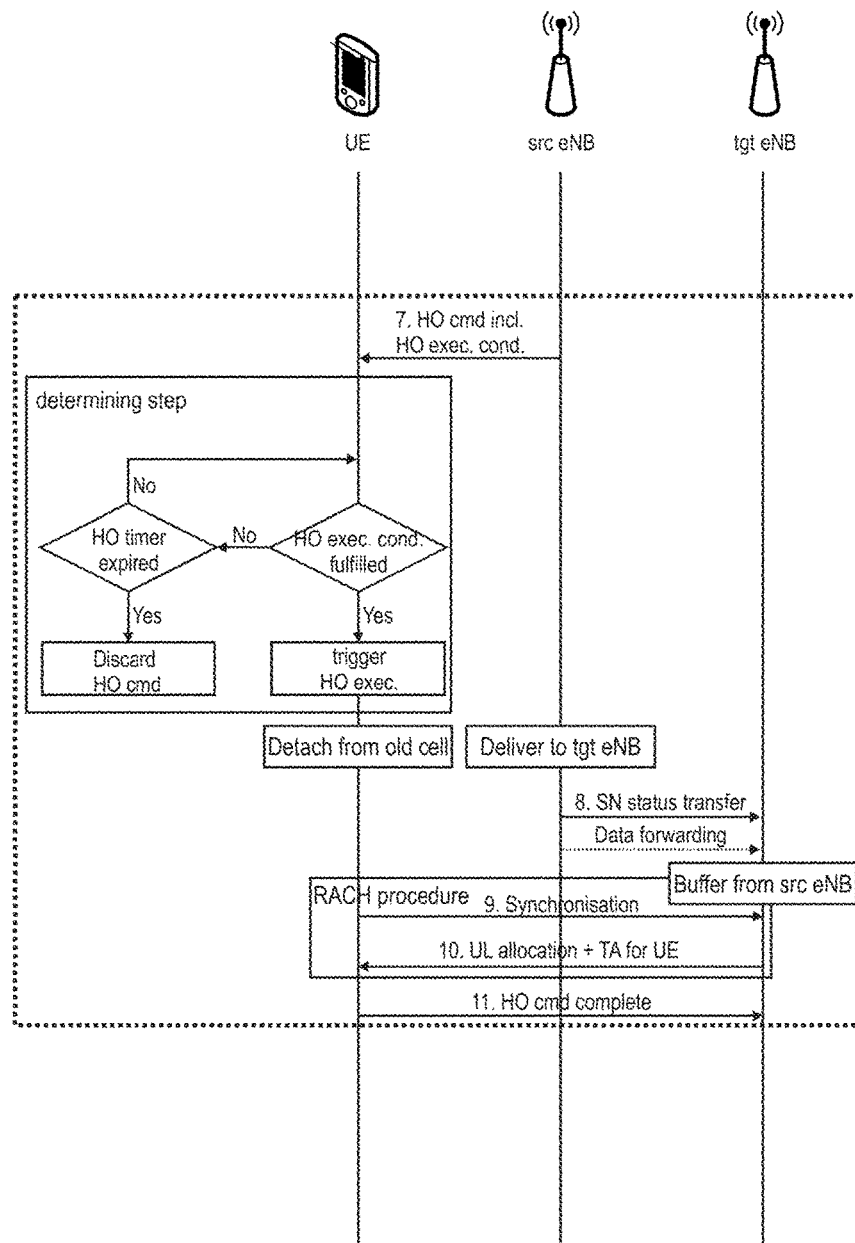 UE
src eNB
tgt eNB
7. HO cmd incl.
HO exec. cond.
determining step
No
HO timer
expired
No
HO exec. cond.
fulfilled
Yes
Yes
Discard
HO cmd
trigger
HO exec.
Detach from old cell
Deliver to tgt eNB
8. SN status transfer
Data forwarding
Buffer from src eNB
RACH procedure
9. Synchronisation
10. UL allocation + TA for UE
11. HO cmd complete